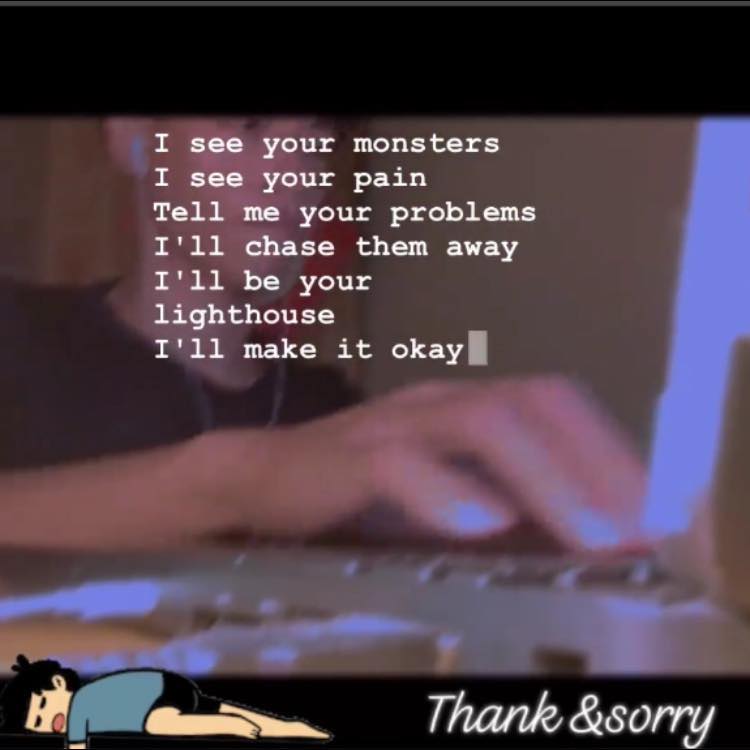 I see your monsters
I see your pain
Tell me your problems
I'll chase them away
I'll be your
lighthouse
I'll make it okay
Thank &sorry